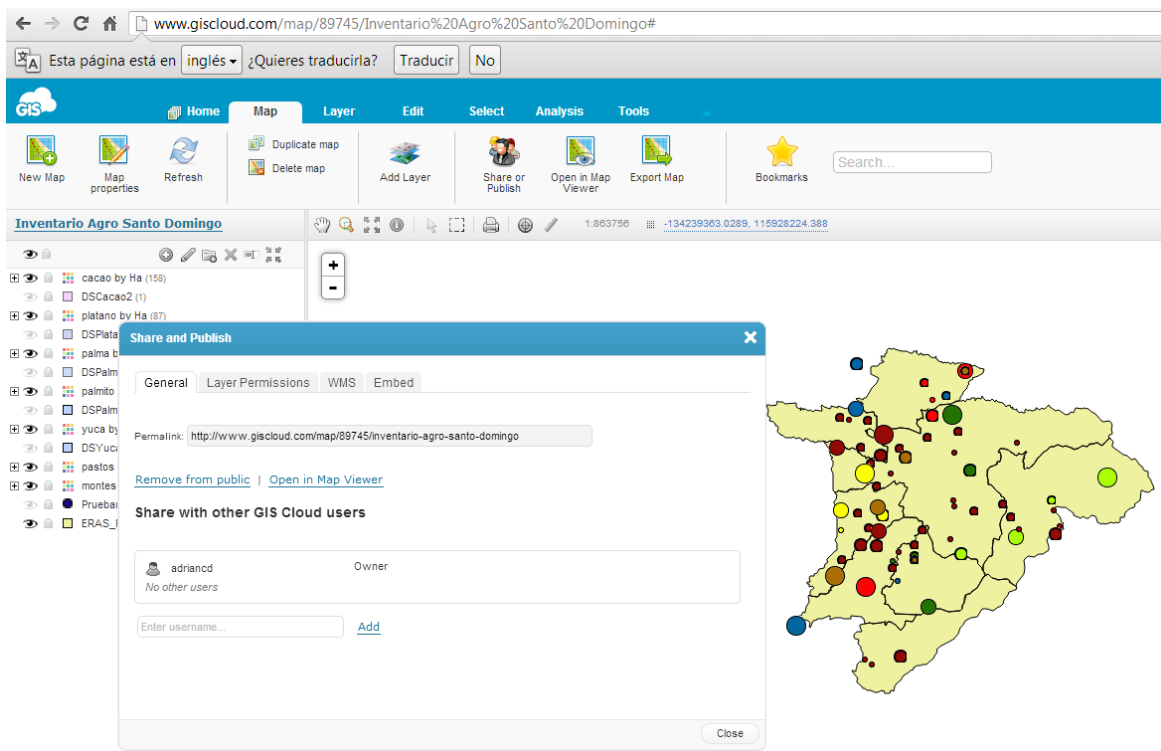 www.giscloud.com/map/89745/Inventario%20Agro%20Santo%20Domingo#
Esta página está en inglés ¿Quieres traducirla? Traducir No
GIS
Home Map Layer Edit Select Analysis Tools
New Map
Map properties
Refresh
Duplicate map
Delete map
Add Layer
Share or Publish
Open in Map Viewer
Export Map
Bookmarks
Search...
Inventario Agro Santo Domingo
1:863756
-134239363.0289, 115928224.388
+
-
cacao by Ha (158)
DSCacao2 (1)
platano by Ha (87)
DSPlata
palma b
DSPalm
palmito
DSPalm
yuca by
DSYuca
pastos
montes
Prueba
ERAS_
Share and Publish
General Layer Permissions WMS Embed
Permalink: http://www.giscloud.com/map/89745/inventario-agro-santo-domingo
Remove from public | Open in Map Viewer
Share with other GIS Cloud users
adriancd Owner
No other users
Enter username... Add
Close